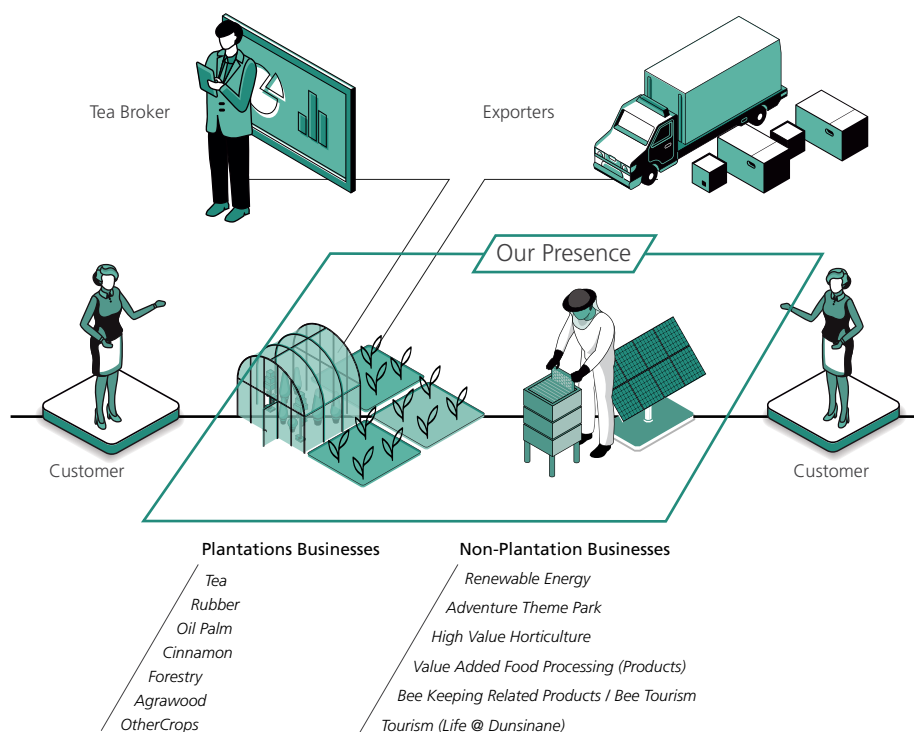 Tea Broker
Exporters
Our Presence
Customer
Customer
Plantations Businesses
Tea
Rubber
Oil Palm
Cinnamon
Forestry
Agrawood
OtherCrops
Non-Plantation Businesses
Renewable Energy
Adventure Theme Park
High Value Horticulture
Value Added Food Processing (Products)
Bee Keeping Related Products / Bee Tourism
Tourism (Life @ Dunsinane)